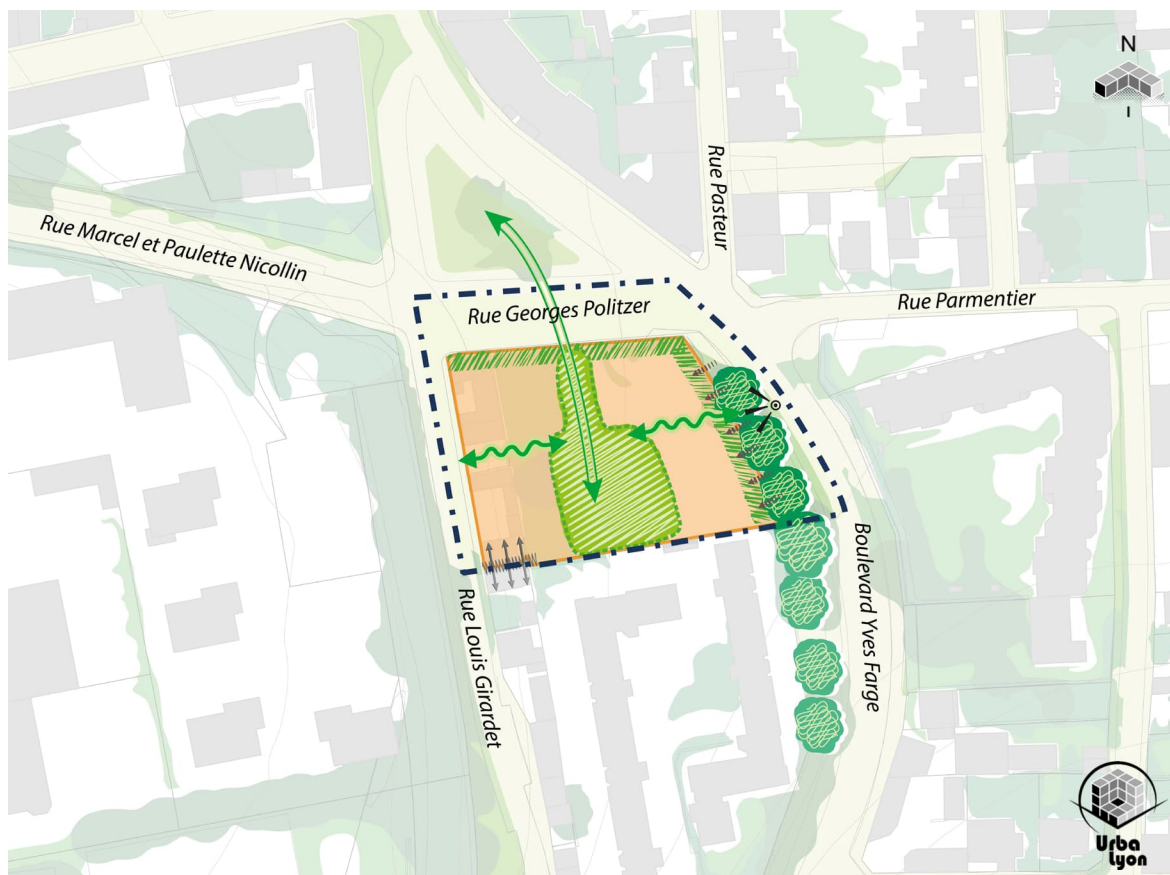 N
Rue Pasteur
Rue Marcel et Paulette Nicollin
Rue Georges Politzer
Rue Parmentier
Boulevard Yves Farge
Rue Louis Girardet
Urba
Lyon